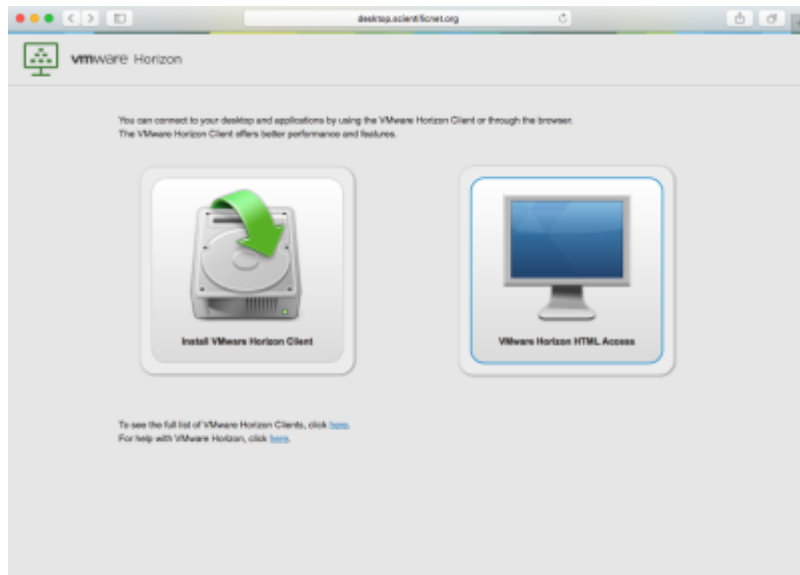 desktop.scientificnet.org
vmware Horizon
You can connect to your desktop and applications by using the VMware Horizon Client or through the browser.
The VMware Horizon Client offers better performance and features.
Install VMware Horizon Client
VMware Horizon HTML Access
To see the full list of VMware Horizon Clients, click here.
For help with VMware Horizon, click here.